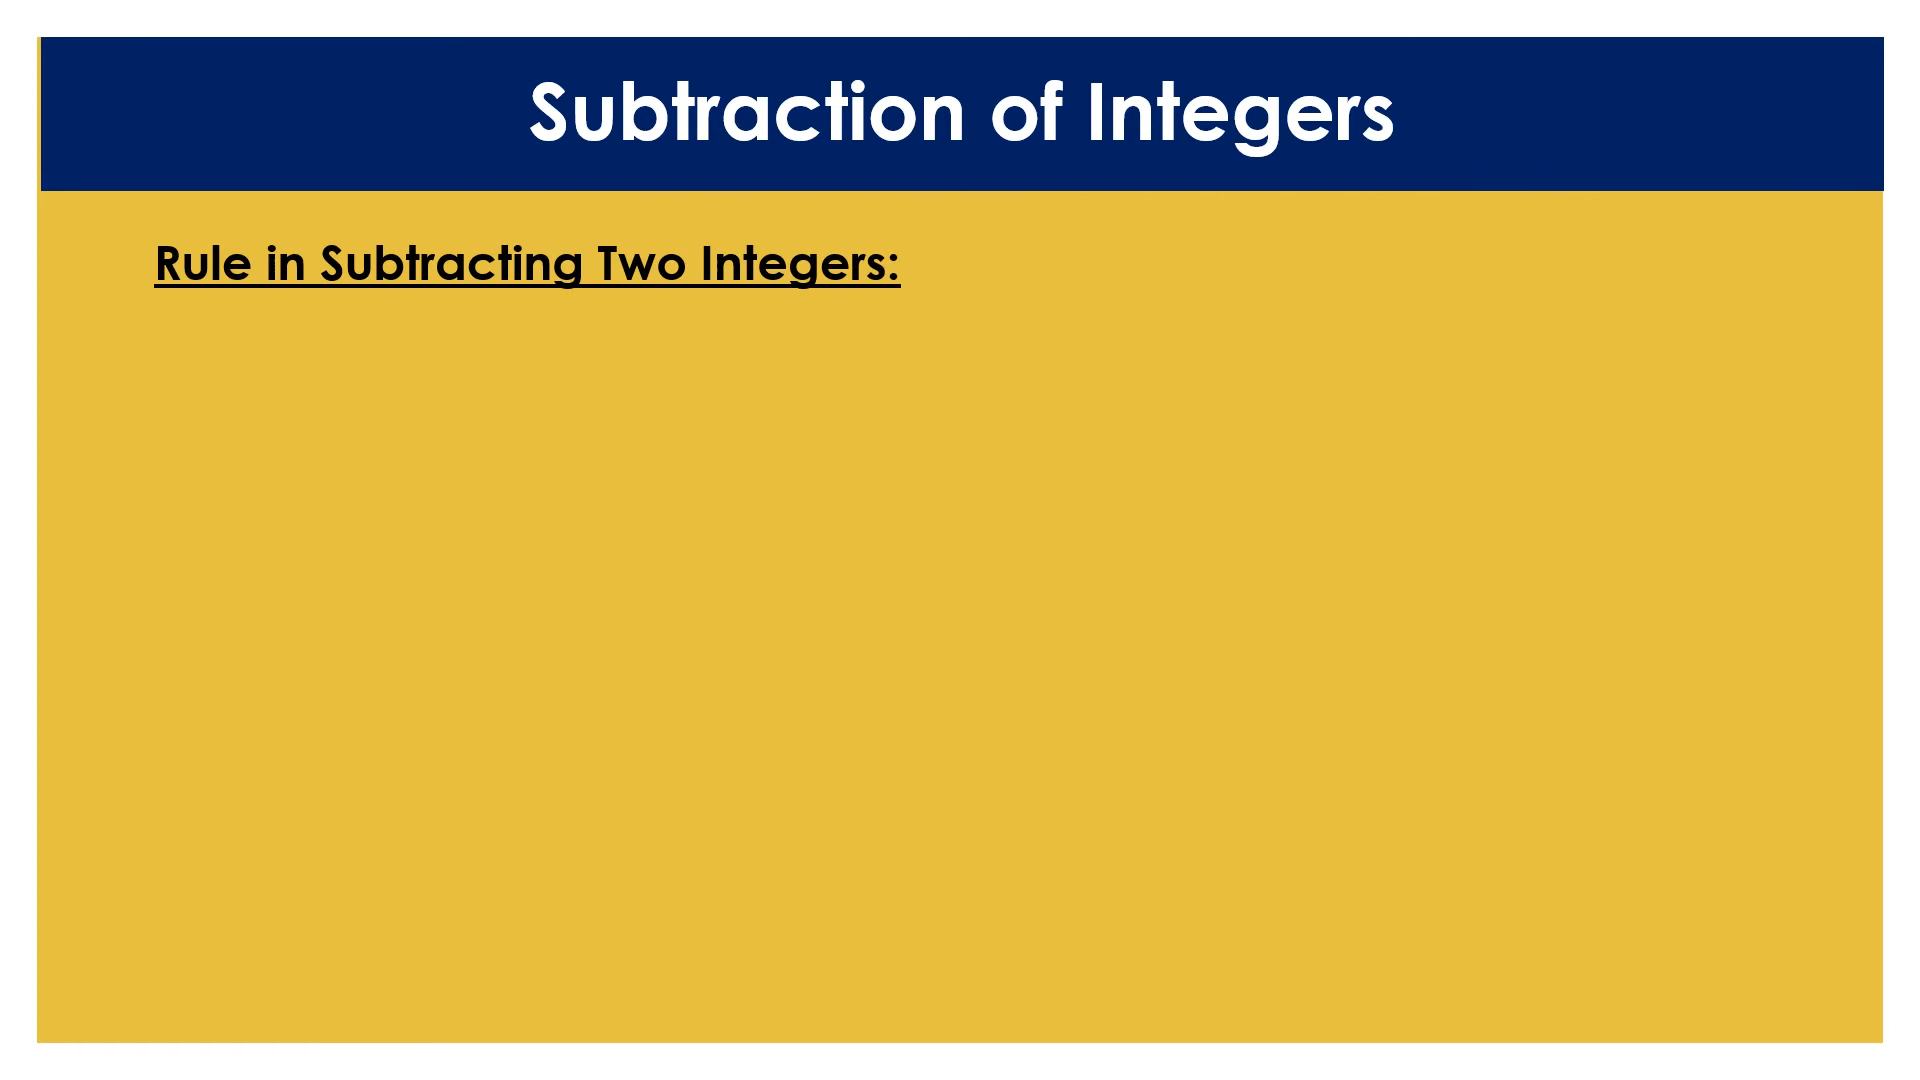 Subtraction of Integers
Rule in Subtracting Two Integers: